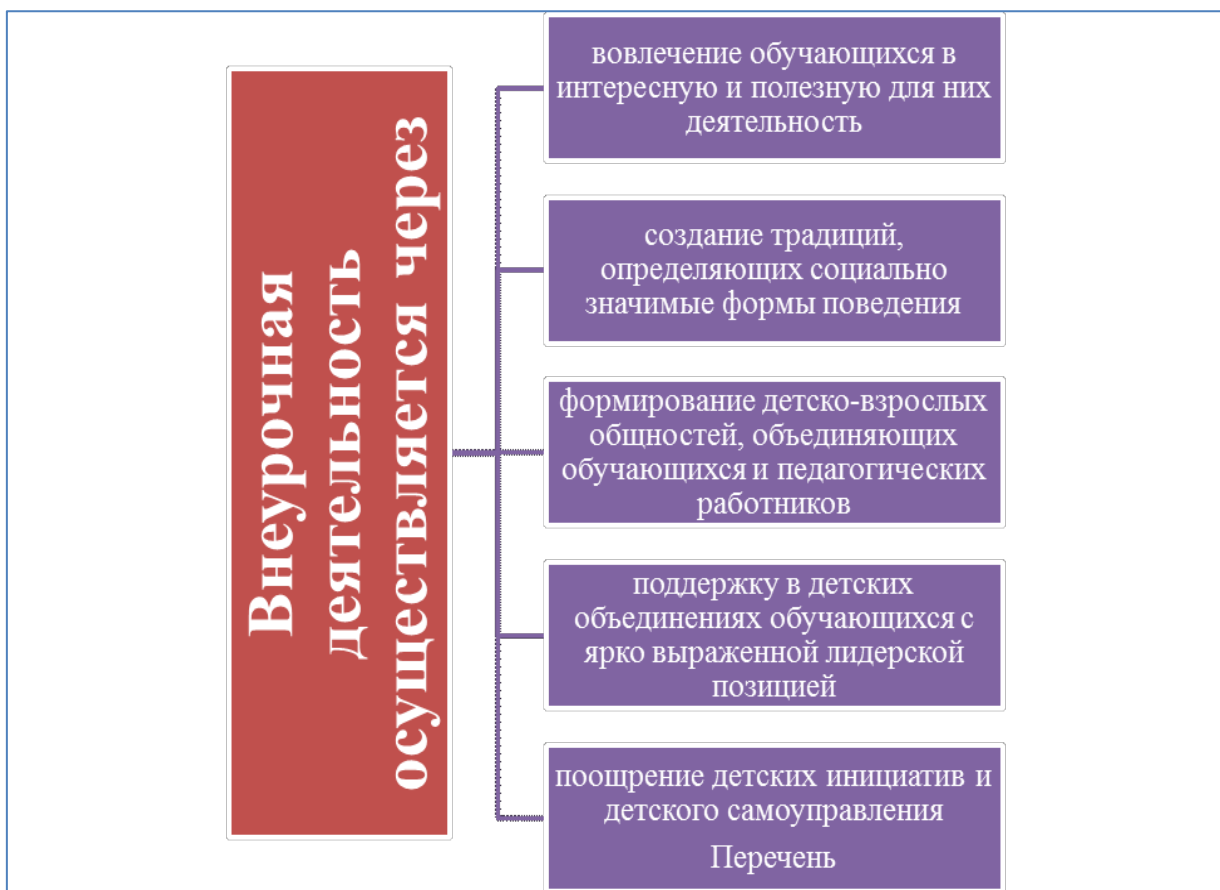 Внеурочная
деятельность
осуществляется через
вовлечение обучающихся в
интересную и полезную для них
деятельность
создание традиций,
определяющих социально
значимые формы поведения
формирование детско-взрослых
общностей, объединяющих
обучающихся и педагогических
работников
поддержку в детских
объединениях обучающихся с
ярко выраженной лидерской
позицией
поощрение детских инициатив и
детского самоуправления
Перечень